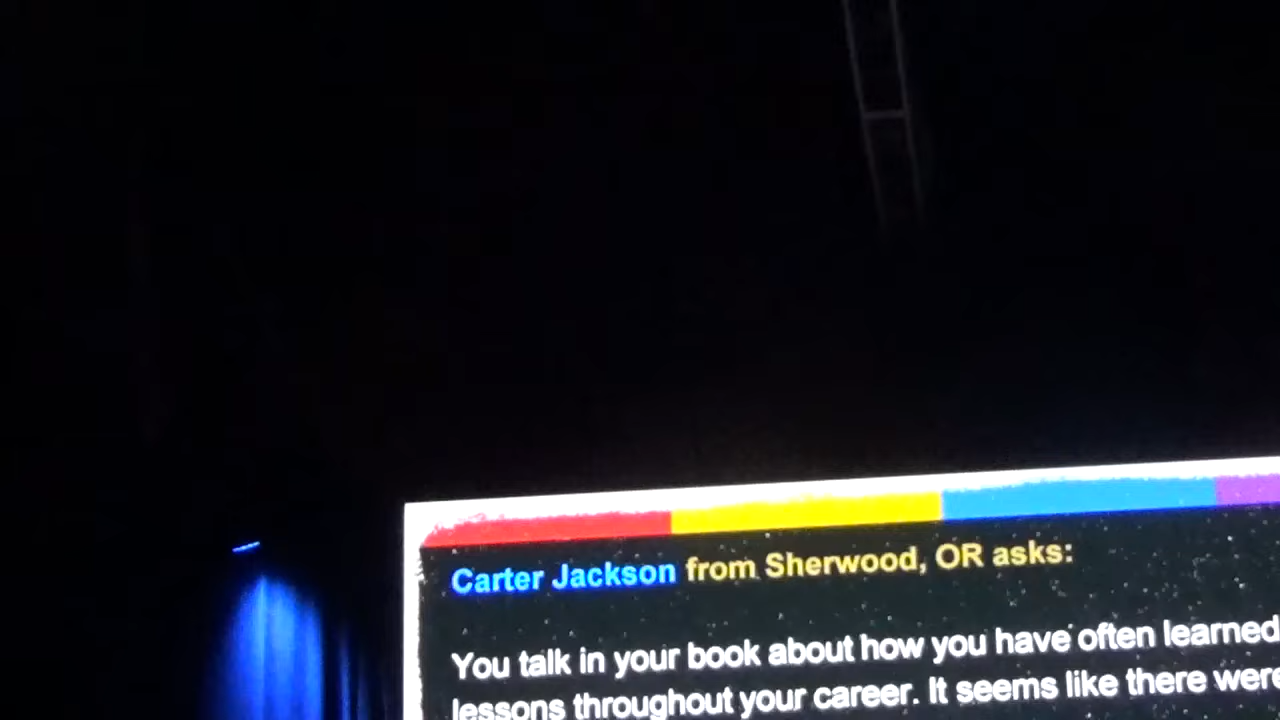 Carter Jackson from Sherwood, OR asks:
You talk in your book about how you have often learned
lessons throughout your career. It seems like there were